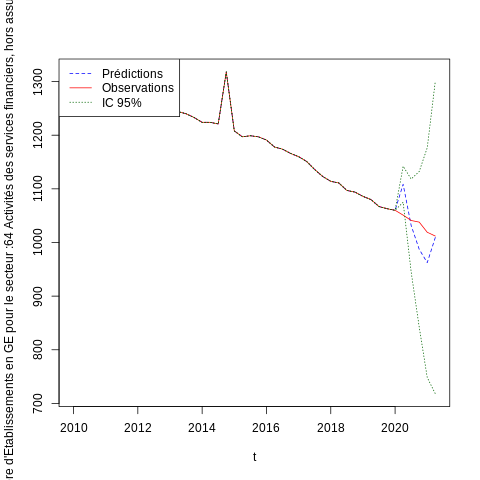 re d'Etablissements en GE pour le secteur :64 Activités des services financiers, hors assu
Prédictions
Observations
IC 95%
1300
1200
1100
1000
900
800
700
2010 2012 2014 2016 2018 2020
t